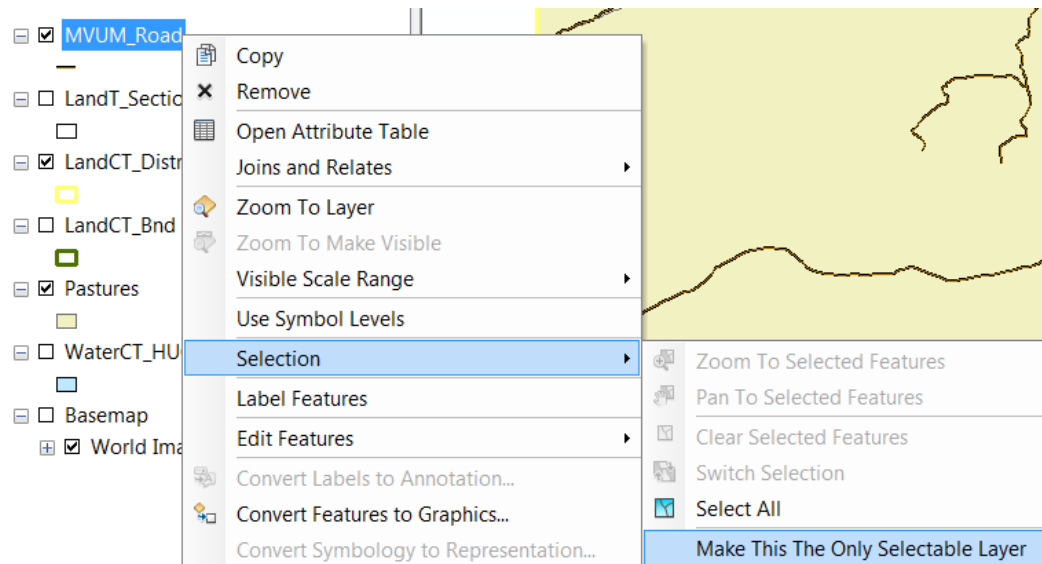 MVUM_Road
LandT_Sectio
LandCT_Distr
LandCT_Bnd
Pastures
WaterCT_HU
Basemap
World Ima
Copy
Remove
Open Attribute Table
Joins and Relates
Zoom To Layer
Zoom To Make Visible
Visible Scale Range
Use Symbol Levels
Selection
Label Features
Edit Features
Convert Labels to Annotation...
Convert Features to Graphics...
Convert Symbology to Representation...
Zoom To Selected Features
Pan To Selected Features
Clear Selected Features
Switch Selection
Select All
Make This The Only Selectable Layer